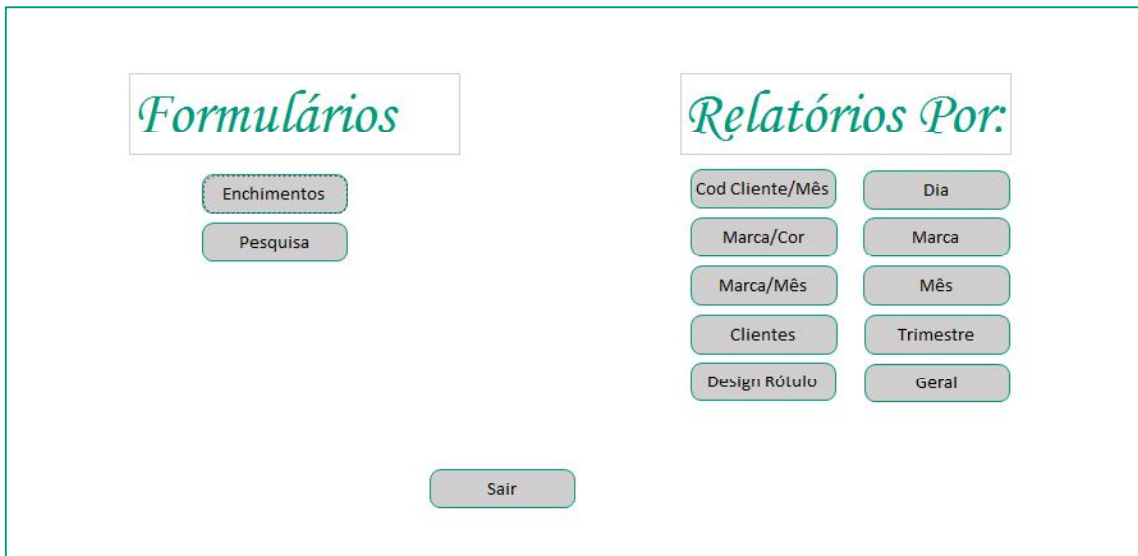 Formulários
Enchimentos
Pesquisa
Relatórios Por:
Cod Cliente/Mês
Dia
Marca/Cor
Marca
Marca/Mês
Mês
Clientes
Trimestre
Design Rótulo
Geral
Sair